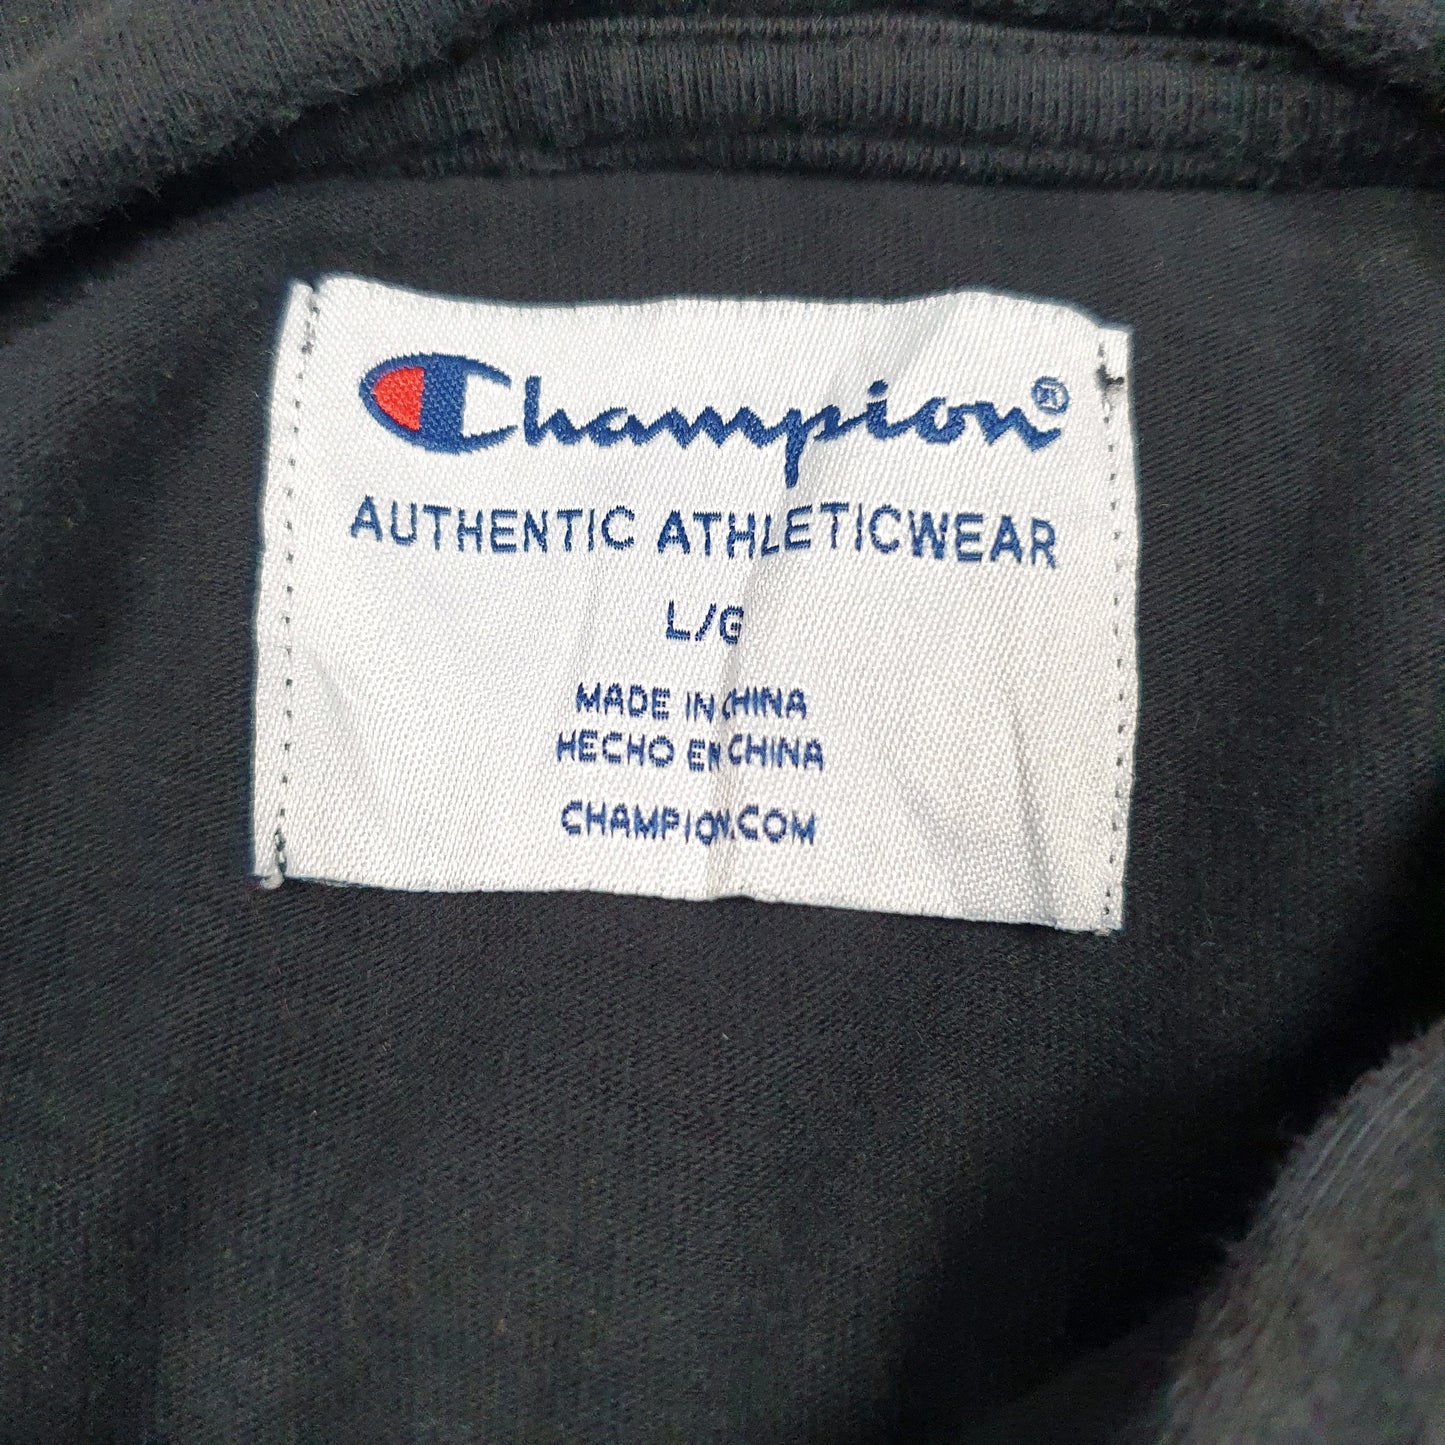 Champion®
AUTHENTIC ATHLETICWEAR
L/G
MADE IN CHINA
HECHO EN CHINA
CHAMPION.COM